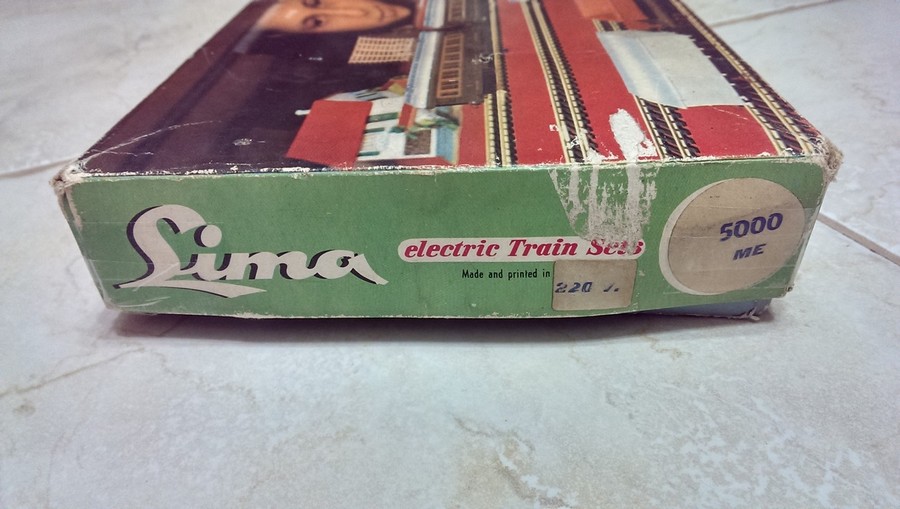 Lima
electric Train Sets
Made and printed in
220 V.
5000
ME